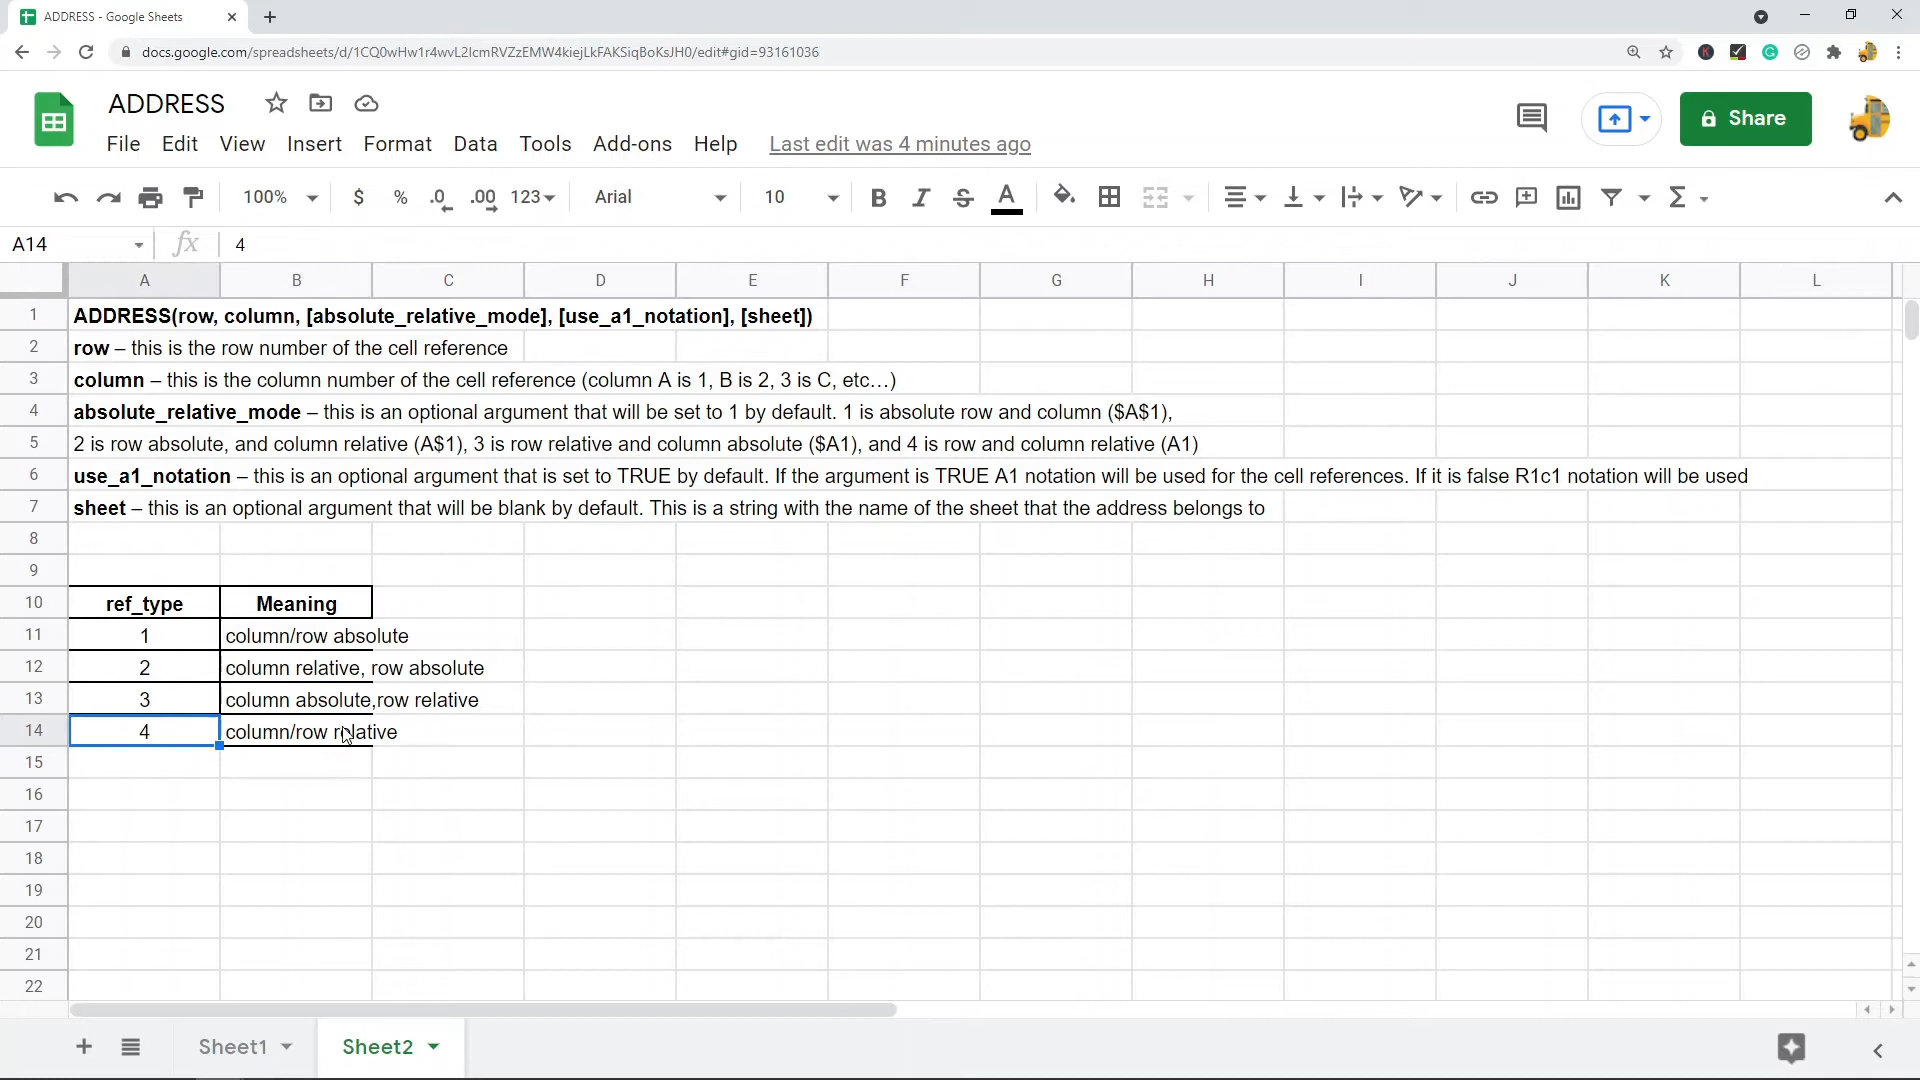 ADDRESS - Google Sheets
docs.google.com/spreadsheets/d/1CQ0wHw1r4wvL2lcmRVZzEMW4kiejLkFAKSiqBoKsJH0/edit#gid=93161036
ADDRESS
File Edit View Insert Format Data Tools Add-ons Help Last edit was 4 minutes ago
Share
100% $ % .0 .00 123 Arial 10 B I S A
A14 fx 4
A B C D E F G H I J K L
1 ADDRESS(row, column, [absolute_relative_mode], [use_a1_notation], [sheet])
2 row – this is the row number of the cell reference
3 column – this is the column number of the cell reference (column A is 1, B is 2, 3 is C, etc…)
4 absolute_relative_mode – this is an optional argument that will be set to 1 by default. 1 is absolute row and column ($A$1),
5 2 is row absolute, and column relative (A$1), 3 is row relative and column absolute ($A1), and 4 is row and column relative (A1)
6 use_a1_notation – this is an optional argument that is set to TRUE by default. If the argument is TRUE A1 notation will be used for the cell references. If it is false R1c1 notation will be used
7 sheet – this is an optional argument that will be blank by default. This is a string with the name of the sheet that the address belongs to
8
9
10 ref_type Meaning
11 1 column/row absolute
12 2 column relative, row absolute
13 3 column absolute,row relative
14 4 column/row relative
15
16
17
18
19
20
21
22
Sheet1 Sheet2